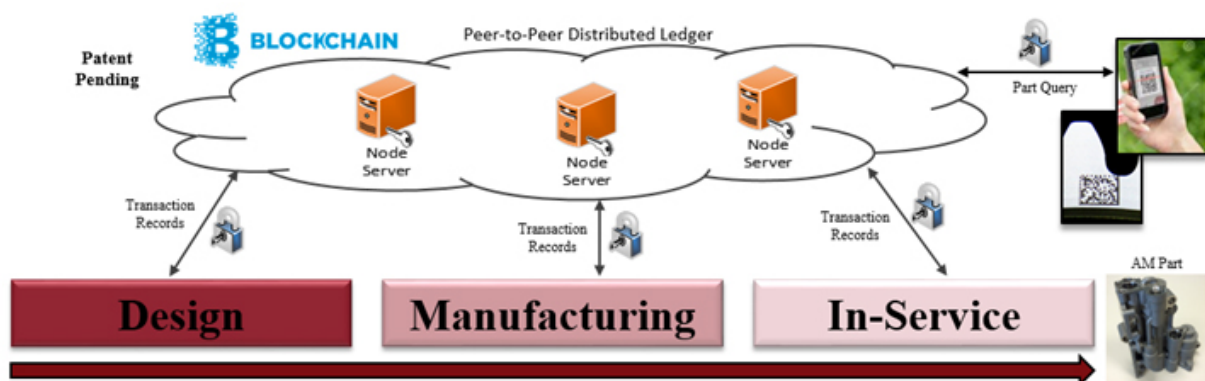 BLOCKCHAIN
Peer-to-Peer Distributed Ledger
Patent
Pending
Part Query
Node
Server
Node
Server
Node
Server
Transaction
Records
Transaction
Records
Transaction
Records
AM Part
Design
Manufacturing
In-Service